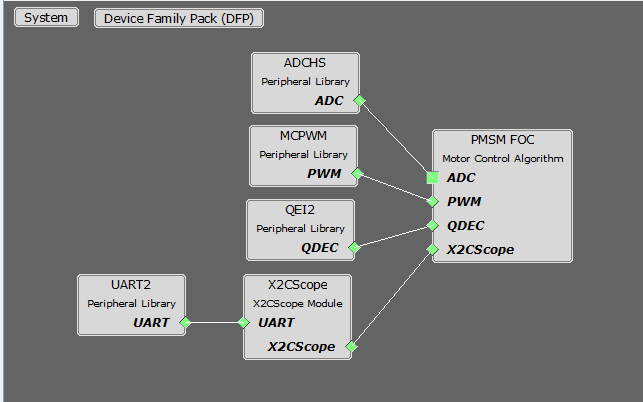 System
Device Family Pack (DFP)
ADCHS
Peripheral Library
ADC
MCPWM
Peripheral Library
PWM
QEI2
Peripheral Library
QDEC
UART2
Peripheral Library
UART
X2CScope
X2CScope Module
UART
X2CScope
PMSM FOC
Motor Control Algorithm
ADC
PWM
QDEC
X2CScope